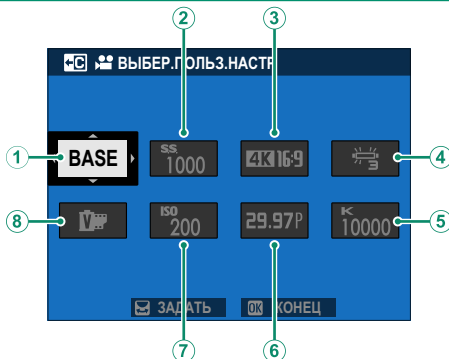 C ВЫБЕР.ПОЛЬЗ.НАСТР
② ③
① BASE S.S. 1000 4K 16:9 3 ④
⑧ V ISO 200 29.97P K 10000 ⑤
ЗАДАТЬ OK КОНЕЦ
⑦ ⑥